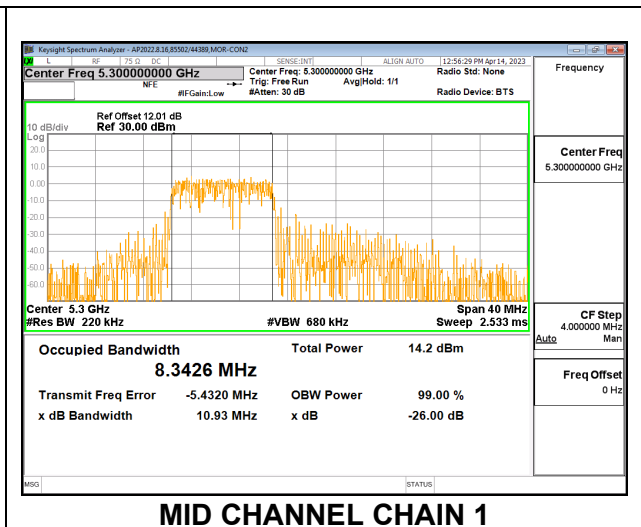 Keysight Spectrum Analyzer - AP2022.8.16,85502/44389,MOR-CON2
L RF 75 Ω DC SENSE:INT ALIGN AUTO 12:56:29 PM Apr 14, 2023
Center Freq 5.300000000 GHz Center Freq: 5.300000000 GHz Radio Std: None Frequency
NFE Trig: Free Run Avg|Hold: 1/1
#IFGain:Low #Atten: 30 dB Radio Device: BTS
Ref Offset 12.01 dB
10 dB/div Ref 30.00 dBm
Log
20.0
10.0
0.00
-10.0
-20.0
-30.0
-40.0
-50.0
-60.0
Center Freq
5.300000000 GHz
Center 5.3 GHz Span 40 MHz
#Res BW 220 kHz #VBW 680 kHz Sweep 2.533 ms
CF Step
4.000000 MHz
Auto Man
Occupied Bandwidth Total Power 14.2 dBm
8.3426 MHz
Freq Offset
0 Hz
Transmit Freq Error -5.4320 MHz OBW Power 99.00 %
x dB Bandwidth 10.93 MHz x dB -26.00 dB
MSG STATUS
MID CHANNEL CHAIN 1